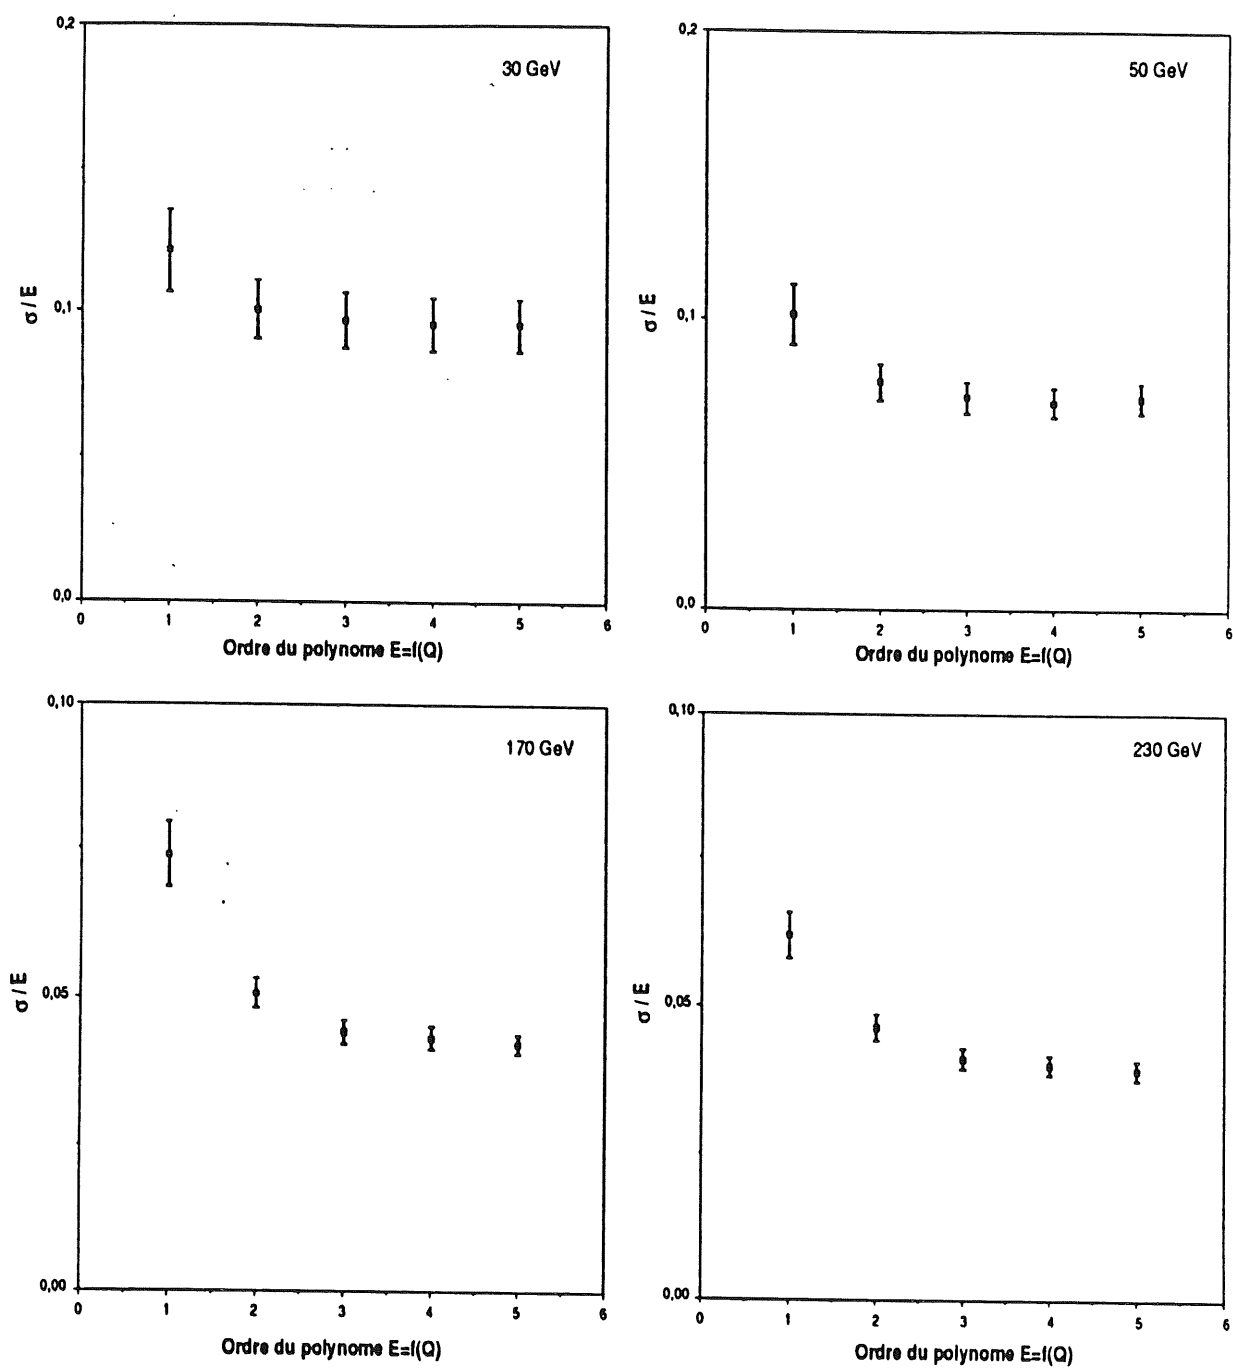 0,2
30 GeV
σ / E
0,1
0,0
0 1 2 3 4 5 6
Ordre du polynome E=f(Q)
0,2
50 GeV
σ / E
0,1
0,0
0 1 2 3 4 5 6
Ordre du polynome E=f(Q)
0,10
170 GeV
σ / E
0,05
0,00
0 1 2 3 4 5 6
Ordre du polynome E=f(Q)
0,10
230 GeV
σ / E
0,05
0,00
0 1 2 3 4 5 6
Ordre du polynome E=f(Q)